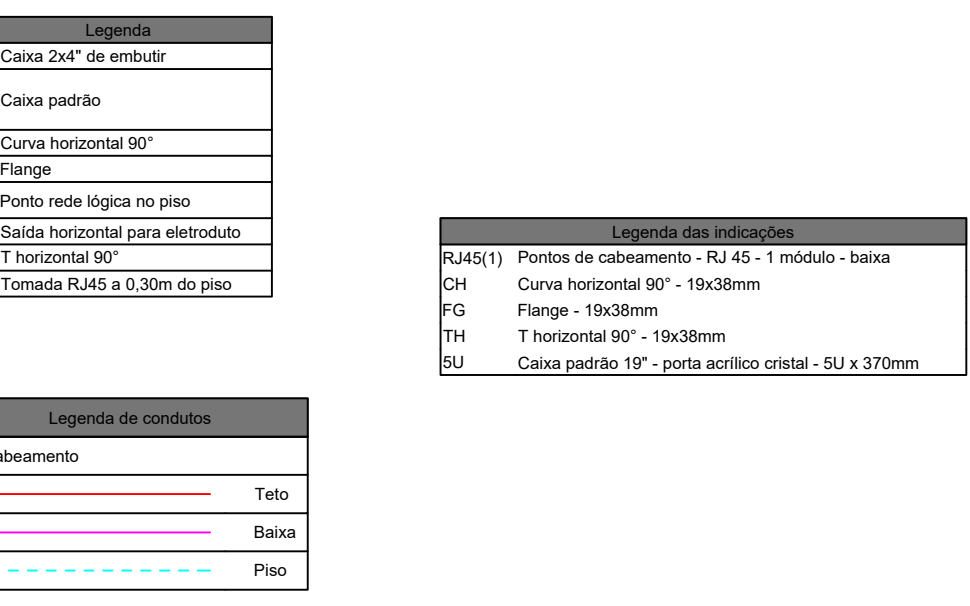 Legenda
Caixa 2x4" de embutir
Caixa padrão
Curva horizontal 90°
Flange
Ponto rede lógica no piso
Saída horizontal para eletroduto
T horizontal 90°
Tomada RJ45 a 0,30m do piso
Legenda das indicações
RJ45(1) Pontos de cabeamento - RJ 45 - 1 módulo - baixa
CH Curva horizontal 90° - 19x38mm
FG Flange - 19x38mm
TH T horizontal 90° - 19x38mm
5U Caixa padrão 19" - porta acrílico cristal - 5U x 370mm
Legenda de condutos
abeamento
Teto
Baixa
Piso